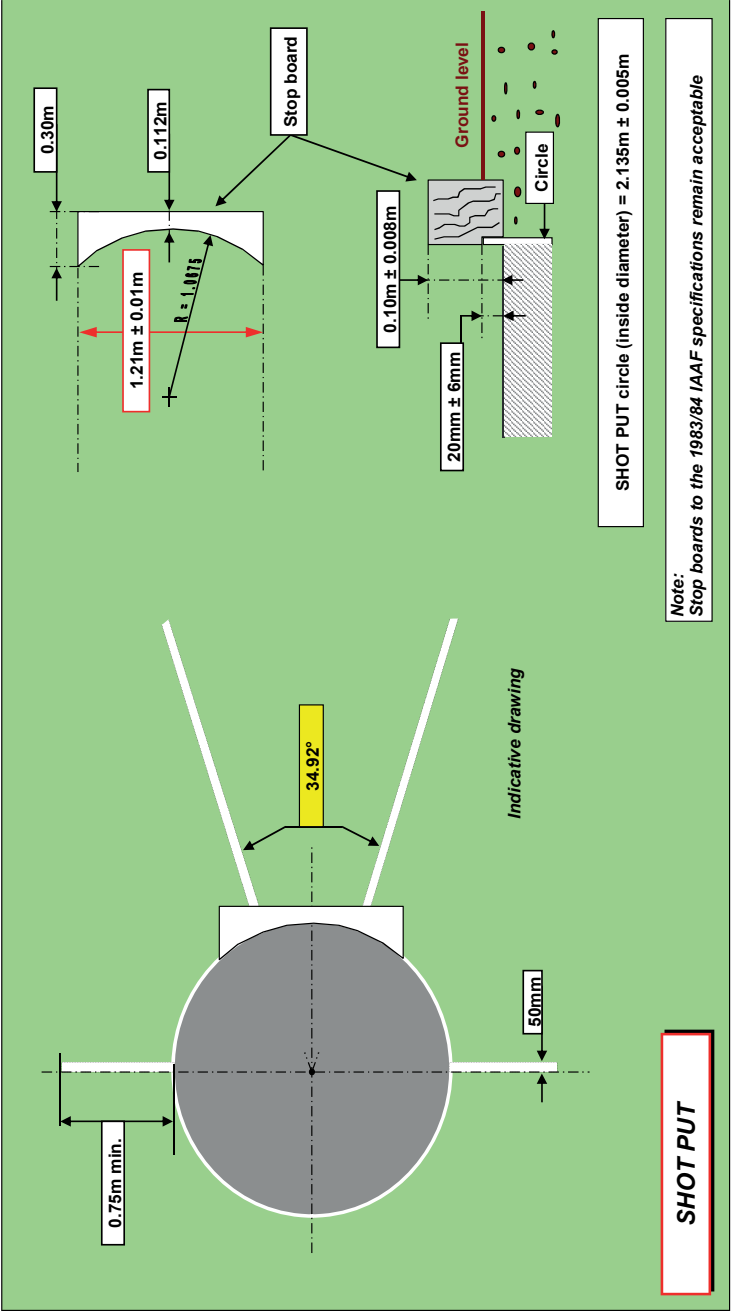 0.75m min.
34.92º
50mm
Indicative drawing
SHOT PUT
0.30m
0.112m
1.21m ± 0.01m
R = 1.0675
Stop board
0.10m ± 0.008m
20mm ± 6mm
Ground level
Circle
SHOT PUT circle (inside diameter) = 2.135m ± 0.005m
Note:
Stop boards to the 1983/84 IAAF specifications remain acceptable